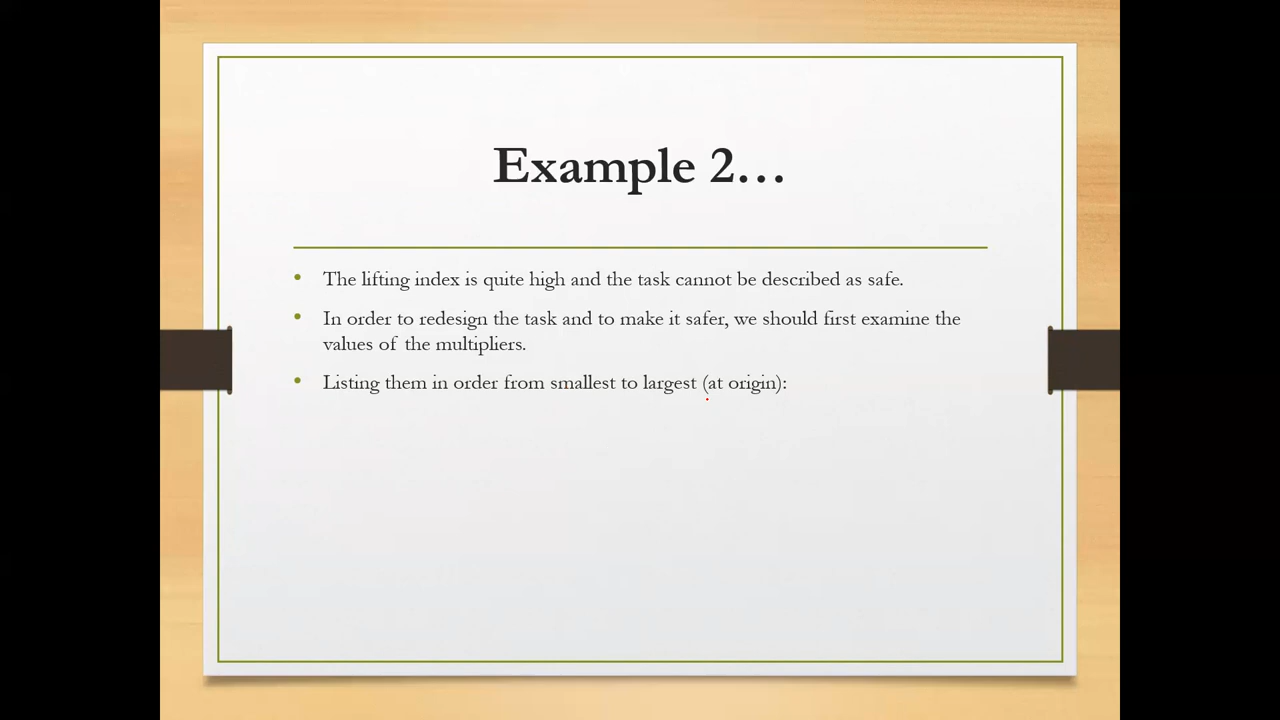 Example 2…
• The lifting index is quite high and the task cannot be described as safe.
• In order to redesign the task and to make it safer, we should first examine the
values of the multipliers.
• Listing them in order from smallest to largest (at origin):